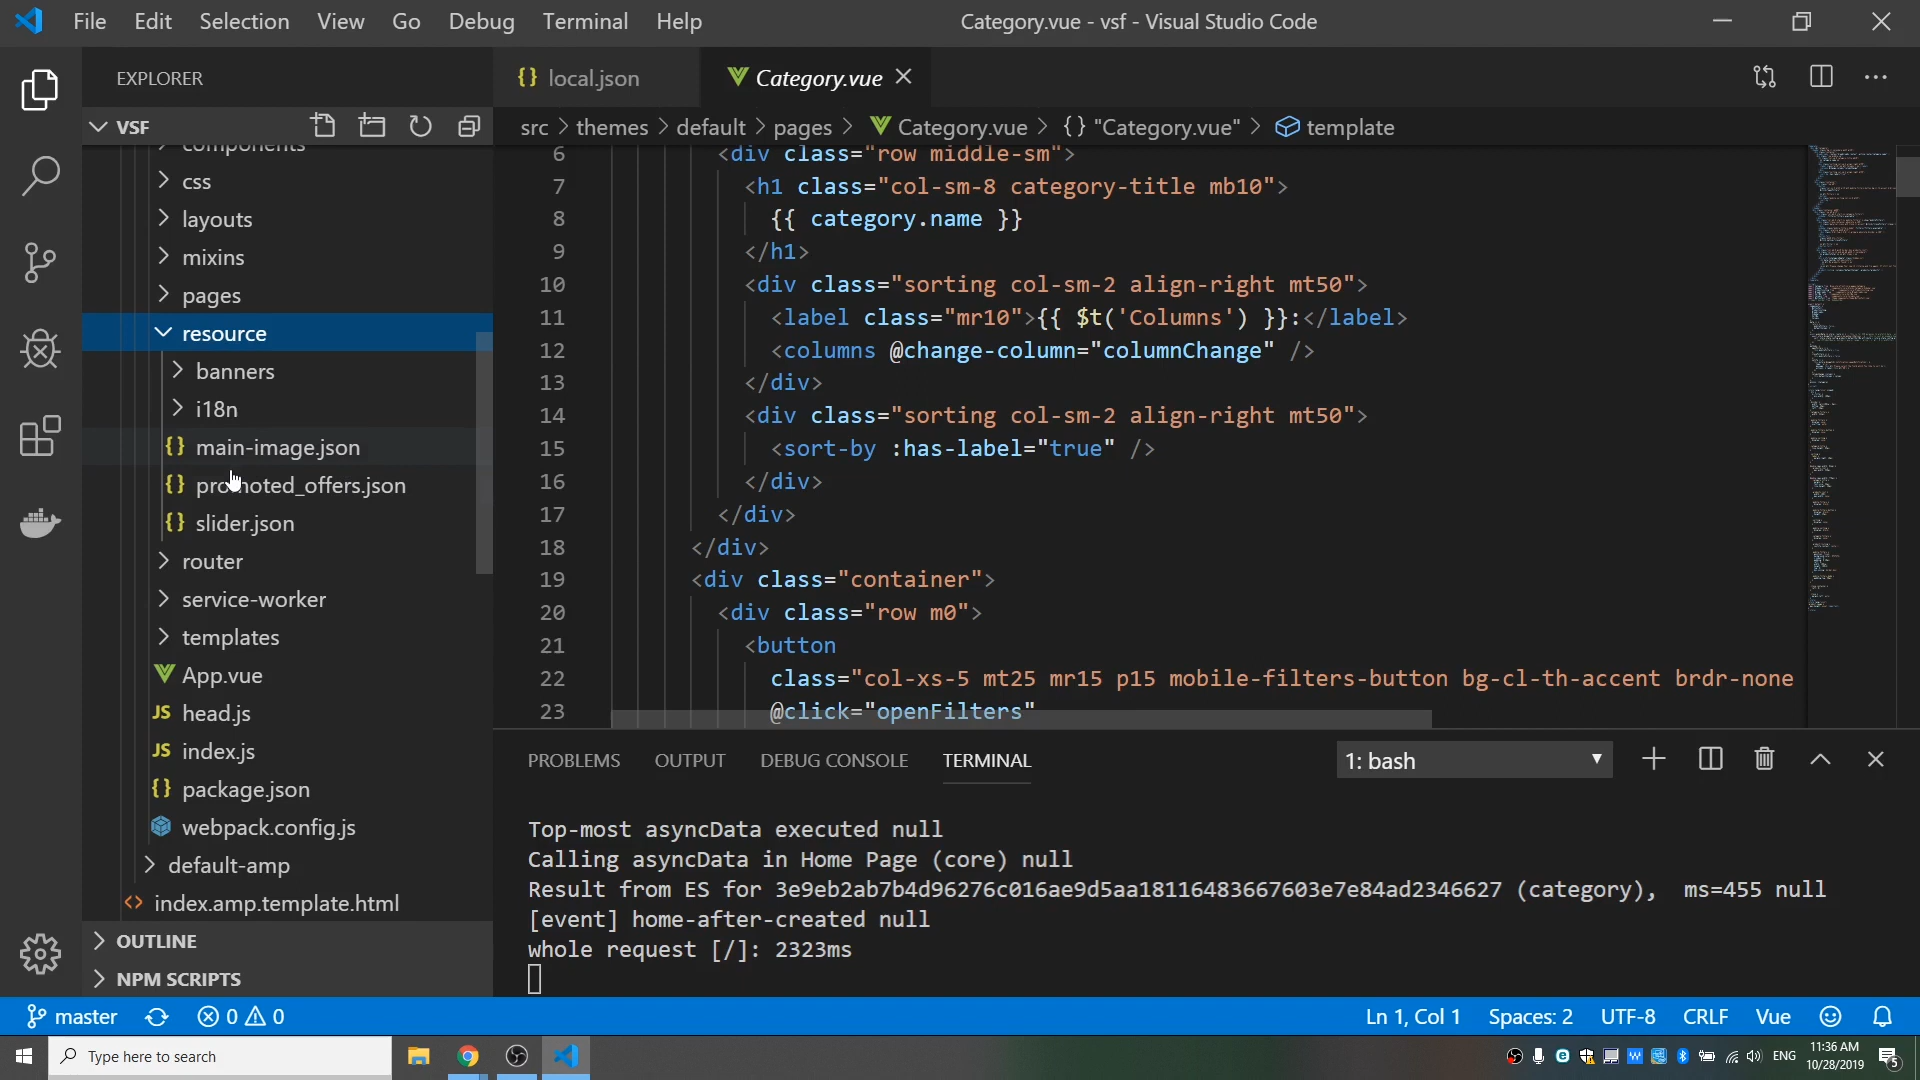 File Edit Selection View Go Debug Terminal Help
Category.vue - vsf - Visual Studio Code
EXPLORER
VSF
components
css
layouts
mixins
pages
resource
banners
i18n
main-image.json
promoted_offers.json
slider.json
router
service-worker
templates
App.vue
JS head.js
JS index.js
package.json
webpack.config.js
default-amp
index.amp.template.html
OUTLINE
NPM SCRIPTS
local.json
Category.vue
src > themes > default > pages > Category.vue > {} "Category.vue" > template
6 <div class="row middle-sm">
7 <h1 class="col-sm-8 category-title mb10">
8 {{ category.name }}
9 </h1>
10 <div class="sorting col-sm-2 align-right mt50">
11 <label class="mr10">{{ $t('Columns') }}:</label>
12 <columns @change-column="columnChange" />
13 </div>
14 <div class="sorting col-sm-2 align-right mt50">
15 <sort-by :has-label="true" />
16 </div>
17 </div>
18 </div>
19 <div class="container">
20 <div class="row m0">
21 <button
22 class="col-xs-5 mt25 mr15 p15 mobile-filters-button bg-cl-th-accent brdr-none
23 @click="openFilters"
PROBLEMS OUTPUT DEBUG CONSOLE TERMINAL
1: bash
Top-most asyncData executed null
Calling asyncData in Home Page (core) null
Result from ES for 3e9eb2ab7b4d96276c016ae9d5aa18116483667603e7e84ad2346627 (category), ms=455 null
[event] home-after-created null
whole request [/]: 2323ms
master 0 0
Ln 1, Col 1 Spaces: 2 UTF-8 CRLF Vue
Type here to search
ENG
11:36 AM
10/28/2019
5